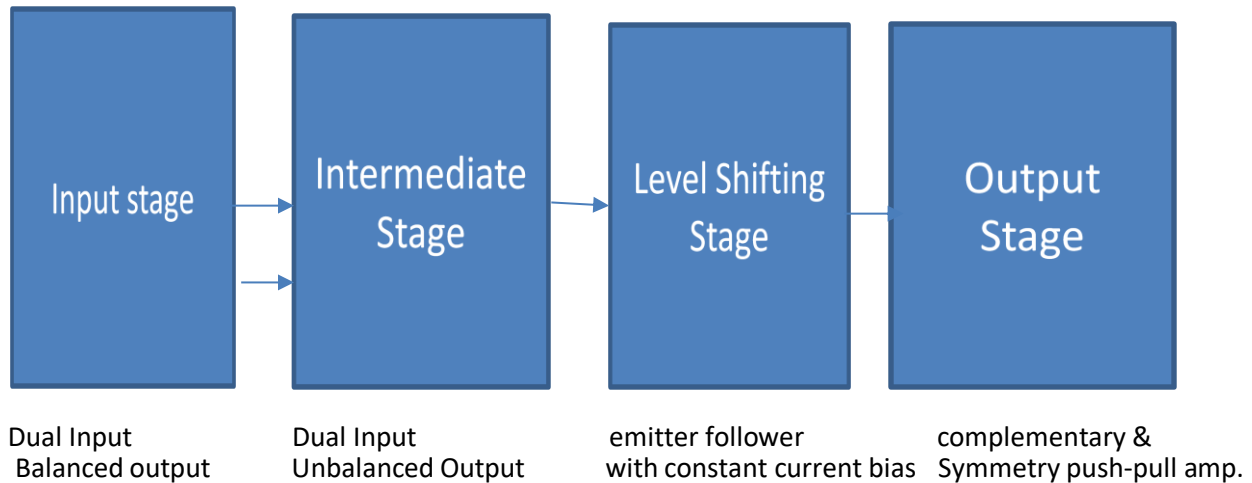 Input stage
Intermediate
Stage
Level Shifting
Stage
Output
Stage
Dual Input
Balanced output
Dual Input
Unbalanced Output
emitter follower
with constant current bias
complementary &
Symmetry push-pull amp.